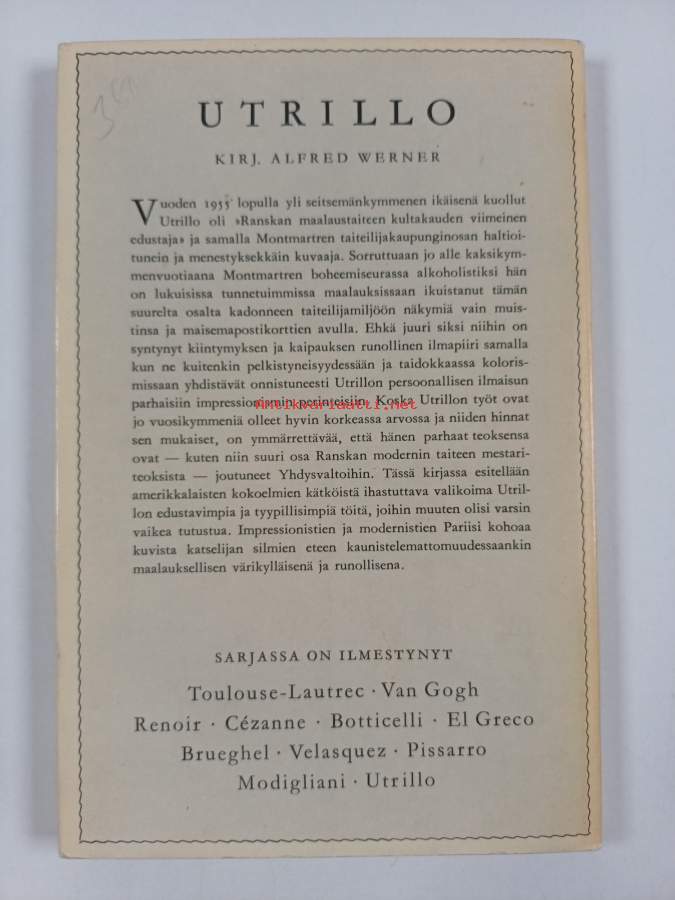 UTRILLO
KIRJ. ALFRED WERNER
Vuoden 1955 lopulla yli seitsemänkymmenen ikäisenä kuollut
Utrillo oli »Ranskan maalaustaiteen kultakauden viimeinen
edustaja» ja samalla Montmartren taiteilijakaupunginosan haltioi-
tunein ja menestyksekkäin kuvaaja. Sorruttuaan jo alle kaksikym-
menvuotiaana Montmartren boheemiseurassa alkoholistiksi hän
on lukuisissa tunnetuimmissa maalauksissaan ikuistanut tämän
suurelta osalta kadonneen taiteilijamiljöön näkymiä vain muis-
tinsa ja maisemapostikorttien avulla. Ehkä juuri siksi niihin on
syntynyt kiintymyksen ja kaipauksen runollinen ilmapiiri samalla
kun ne kuitenkin pelkistyneisyydessään ja taidokkaassa koloris-
missaan yhdistävät onnistuneesti Utrillon persoonallisen ilmaisun
parhaisiin impressionismin perinteisiin. Koska Utrillon työt ovat
antikvariaatti.net
jo vuosikymmeniä olleet hyvin korkeassa arvossa ja niiden hinnat
sen mukaiset, on ymmärrettävää, että hänen parhaat teoksensa
ovat — kuten niin suuri osa Ranskan modernin taiteen mestari-
teoksista — joutuneet Yhdysvaltoihin. Tässä kirjassa esitellään
amerikkalaisten kokoelmien kätköistä ihastuttava valikoima Utril-
lon edustavimpia ja tyypillisimpiä töitä, joihin muuten olisi varsin
vaikea tutustua. Impressionistien ja modernistien Pariisi kohoaa
kuvista katselijan silmien eteen kaunistelemattomuudessaankin
maalauksellisen värikylläisenä ja runollisena.
SARJASSA ON ILMESTYNYT
Toulouse-Lautrec · Van Gogh
Renoir · Cézanne · Botticelli · El Greco
Brueghel · Velasquez · Pissarro
Modigliani · Utrillo